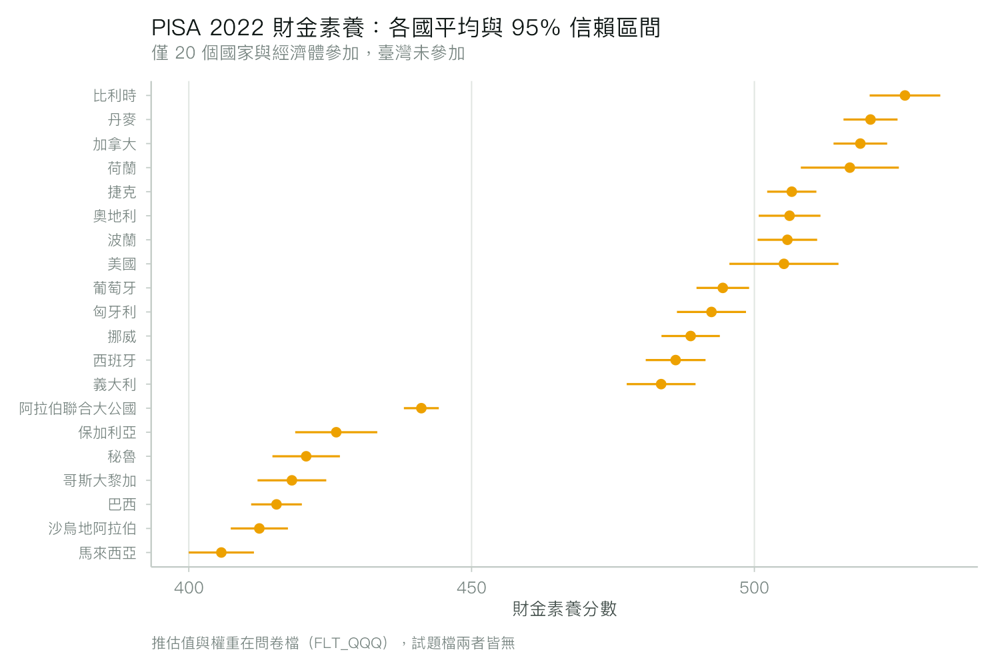 PISA 2022 財金素養：各國平均與 95% 信賴區間
僅 20 個國家與經濟體參加，臺灣未參加
比利時
丹麥
加拿大
荷蘭
捷克
奧地利
波蘭
美國
葡萄牙
匈牙利
挪威
西班牙
義大利
阿拉伯聯合大公國
保加利亞
秘魯
哥斯大黎加
巴西
沙烏地阿拉伯
馬來西亞
400 450 500
財金素養分數
推估值與權重在問卷檔（FLT_QQQ），試題檔兩者皆無